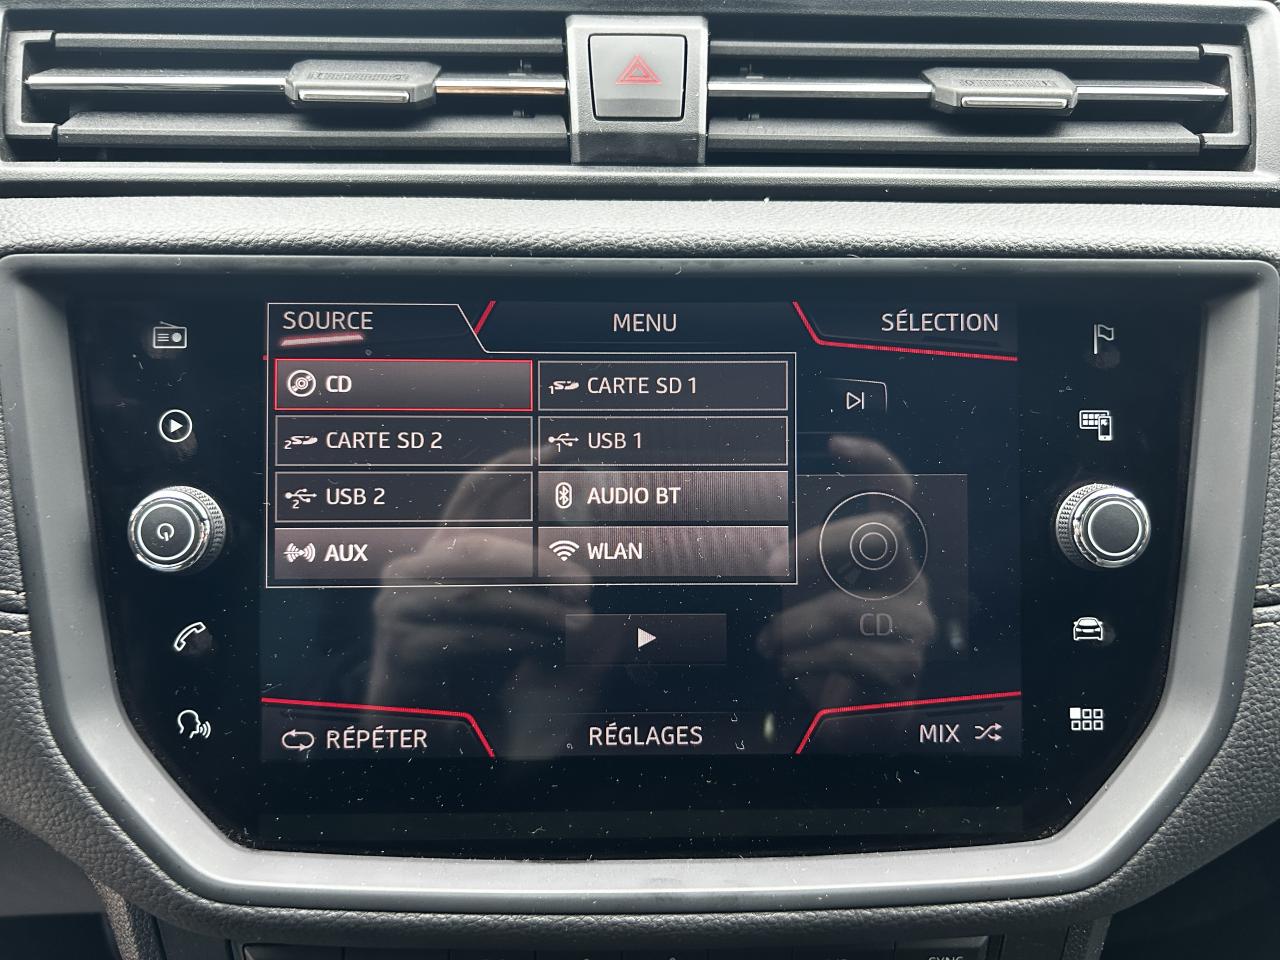 SOURCE MENU SÉLECTION
CD
CARTE SD 1
CARTE SD 2
USB 1
USB 2
AUDIO BT
AUX
WLAN
CD
RÉPÉTER RÉGLAGES MIX
SYNC